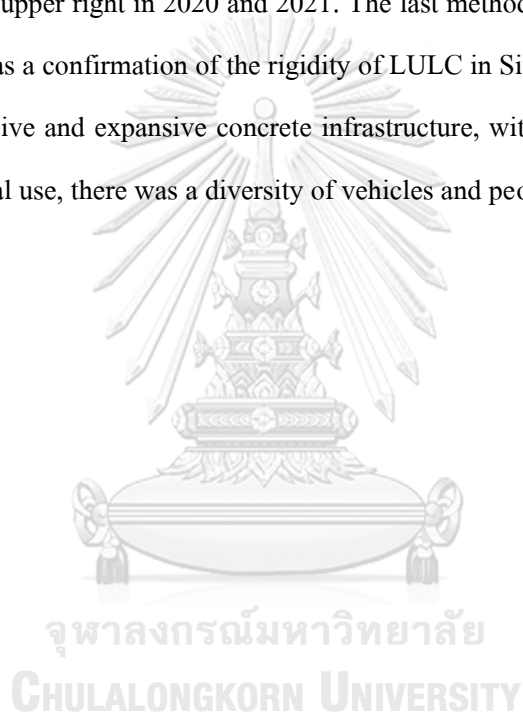 upper right in 2020 and 2021. The last method
as a confirmation of the rigidity of LULC in Si
ive and expansive concrete infrastructure, wit
al use, there was a diversity of vehicles and peo
จุฬาลงกรณ์มหาวิทยาลัย
CHULALONGKORN UNIVERSITY